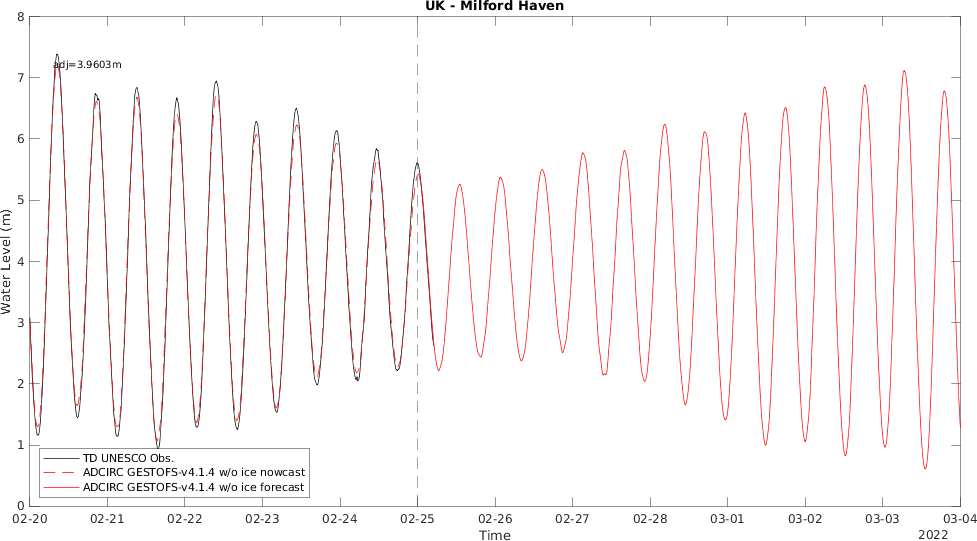 UK - Milford Haven
8
7
6
5
4
3
2
1
0
Water Level (m)
adj=3.9603m
TD UNESCO Obs.
ADCIRC GESTOFS-v4.1.4 w/o ice nowcast
ADCIRC GESTOFS-v4.1.4 w/o ice forecast
02-20 02-21 02-22 02-23 02-24 02-25 02-26 02-27 02-28 03-01 03-02 03-03 03-04
Time
2022